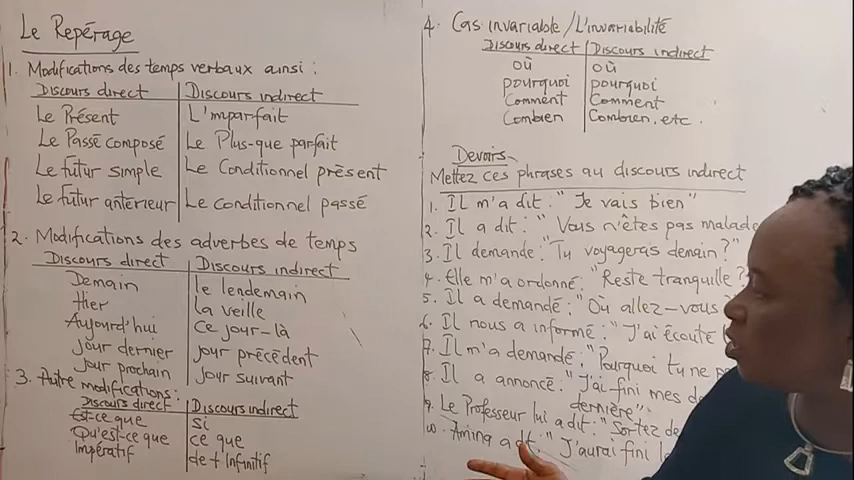 Le Repérage
1. Modifications des temps verbaux ainsi :
Discours direct | Discours indirect
Le Présent | L'imparfait
Le Passé composé | Le Plus-que parfait
Le futur simple | Le Conditionnel présent
Le futur antérieur | Le conditionnel passé
2. Modifications des adverbes de temps
Discours direct | Discours indirect
Demain | le lendemain
Hier | la veille
Aujourd'hui | ce jour-là
jour dernier | jour précédent
jour prochain | jour suivant
3. Autre modifications :
Discours direct | Discours indirect
Est-ce que | si
Qu'est-ce que | ce que
impératif | de + infinitif
4. Cas invariable / L'invariabilité
Discours direct | Discours indirect
où | où
pourquoi | pourquoi
Comment | Comment
Combien | Combien, etc.
Devoirs
Mettez ces phrases au discours indirect
1. Il m'a dit : "Je vais bien"
2. Il a dit : "Vous n'êtes pas malade
3. Il demande : "Tu voyageras demain ?"
4. Elle m'a ordonné : "Reste tranquille ?
5. Il a demandé : "Où allez-vous
6. Il nous a informé : "J'ai écouté
7. Il m'a demandé : "Pourquoi tu ne
8. Il a annoncé : "J'ai fini mes
dernière".
9. Le Professeur lui a dit : "Sortez de
10. Amina a dit : "J'aurai fini